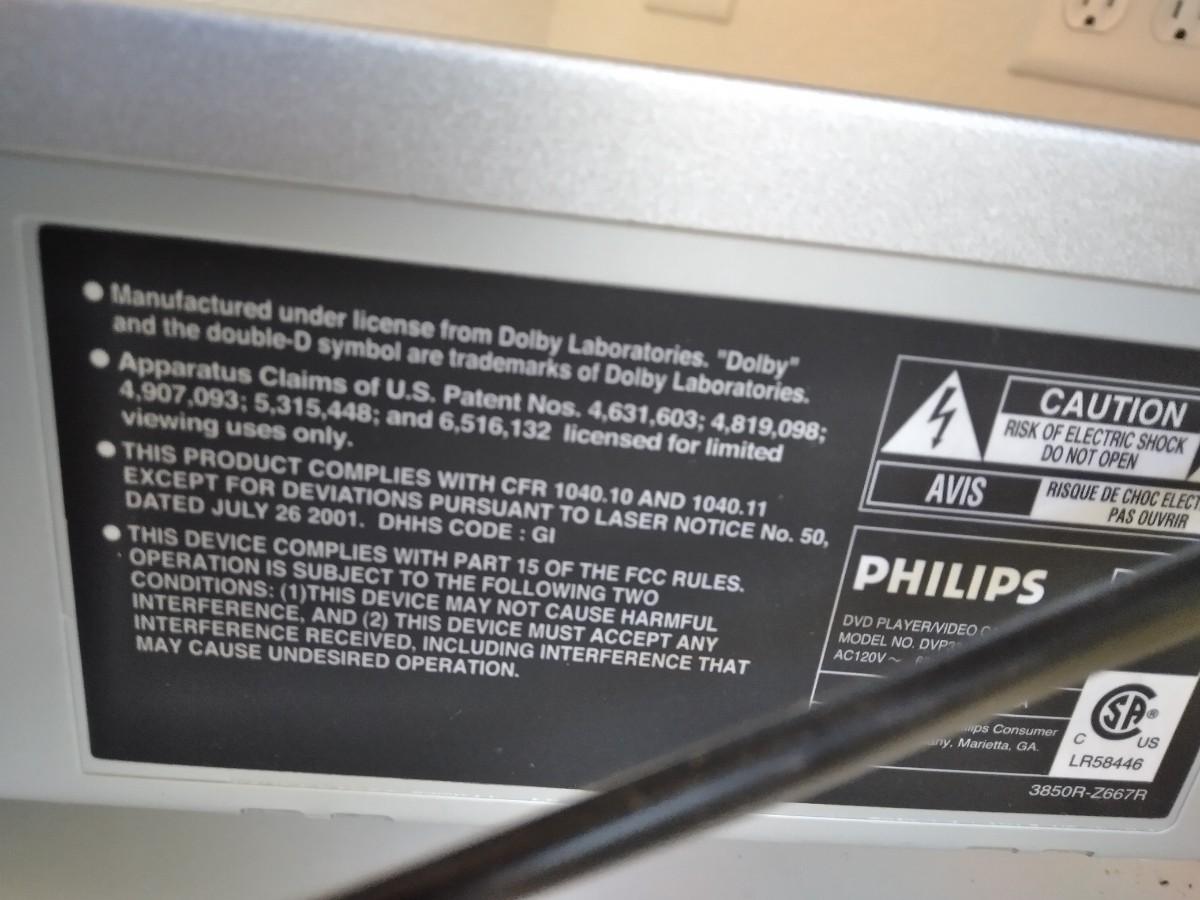 ● Manufactured under license from Dolby Laboratories. "Dolby"
and the double-D symbol are trademarks of Dolby Laboratories.
● Apparatus Claims of U.S. Patent Nos. 4,631,603; 4,819,098;
4,907,093; 5,315,448; and 6,516,132 licensed for limited
viewing uses only.
● THIS PRODUCT COMPLIES WITH CFR 1040.10 AND 1040.11
EXCEPT FOR DEVIATIONS PURSUANT TO LASER NOTICE No. 50,
DATED JULY 26 2001. DHHS CODE : GI
● THIS DEVICE COMPLIES WITH PART 15 OF THE FCC RULES.
OPERATION IS SUBJECT TO THE FOLLOWING TWO
CONDITIONS: (1)THIS DEVICE MAY NOT CAUSE HARMFUL
INTERFERENCE, AND (2) THIS DEVICE MUST ACCEPT ANY
INTERFERENCE RECEIVED, INCLUDING INTERFERENCE THAT
MAY CAUSE UNDESIRED OPERATION.
CAUTION
RISK OF ELECTRIC SHOCK
DO NOT OPEN
AVIS
RISQUE DE CHOC ELECT
PAS OUVRIR
PHILIPS
DVD PLAYER/VIDEO
MODEL NO.
AC120V ~
Consumer
Marietta, GA.
CSA ®
C US
LR58446
3850R-Z667R